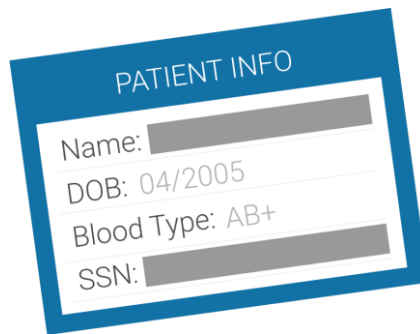 PATIENT INFO
Name:
DOB: 04/2005
Blood Type: AB+
SSN: